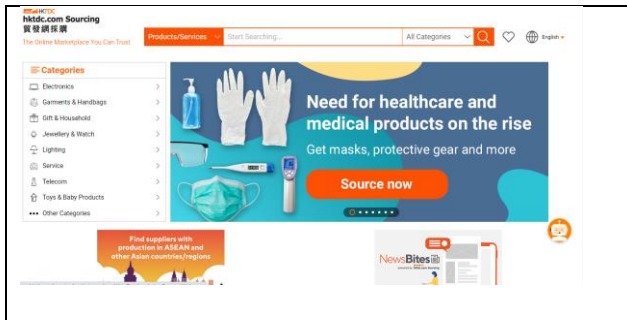 HKTDC
hktdc.com Sourcing
貿發網採購
The Online Marketplace You Can Trust
Products/Services
Start Searching...
All Categories
English
Categories
Electronics
Garments & Handbags
Gift & Household
Jewellery & Watch
Lighting
Service
Telecom
Toys & Baby Products
Other Categories
Need for healthcare and
medical products on the rise
Get masks, protective gear and more
Source now
Find suppliers with
production in ASEAN and
other Asian countries/regions
NewsBites